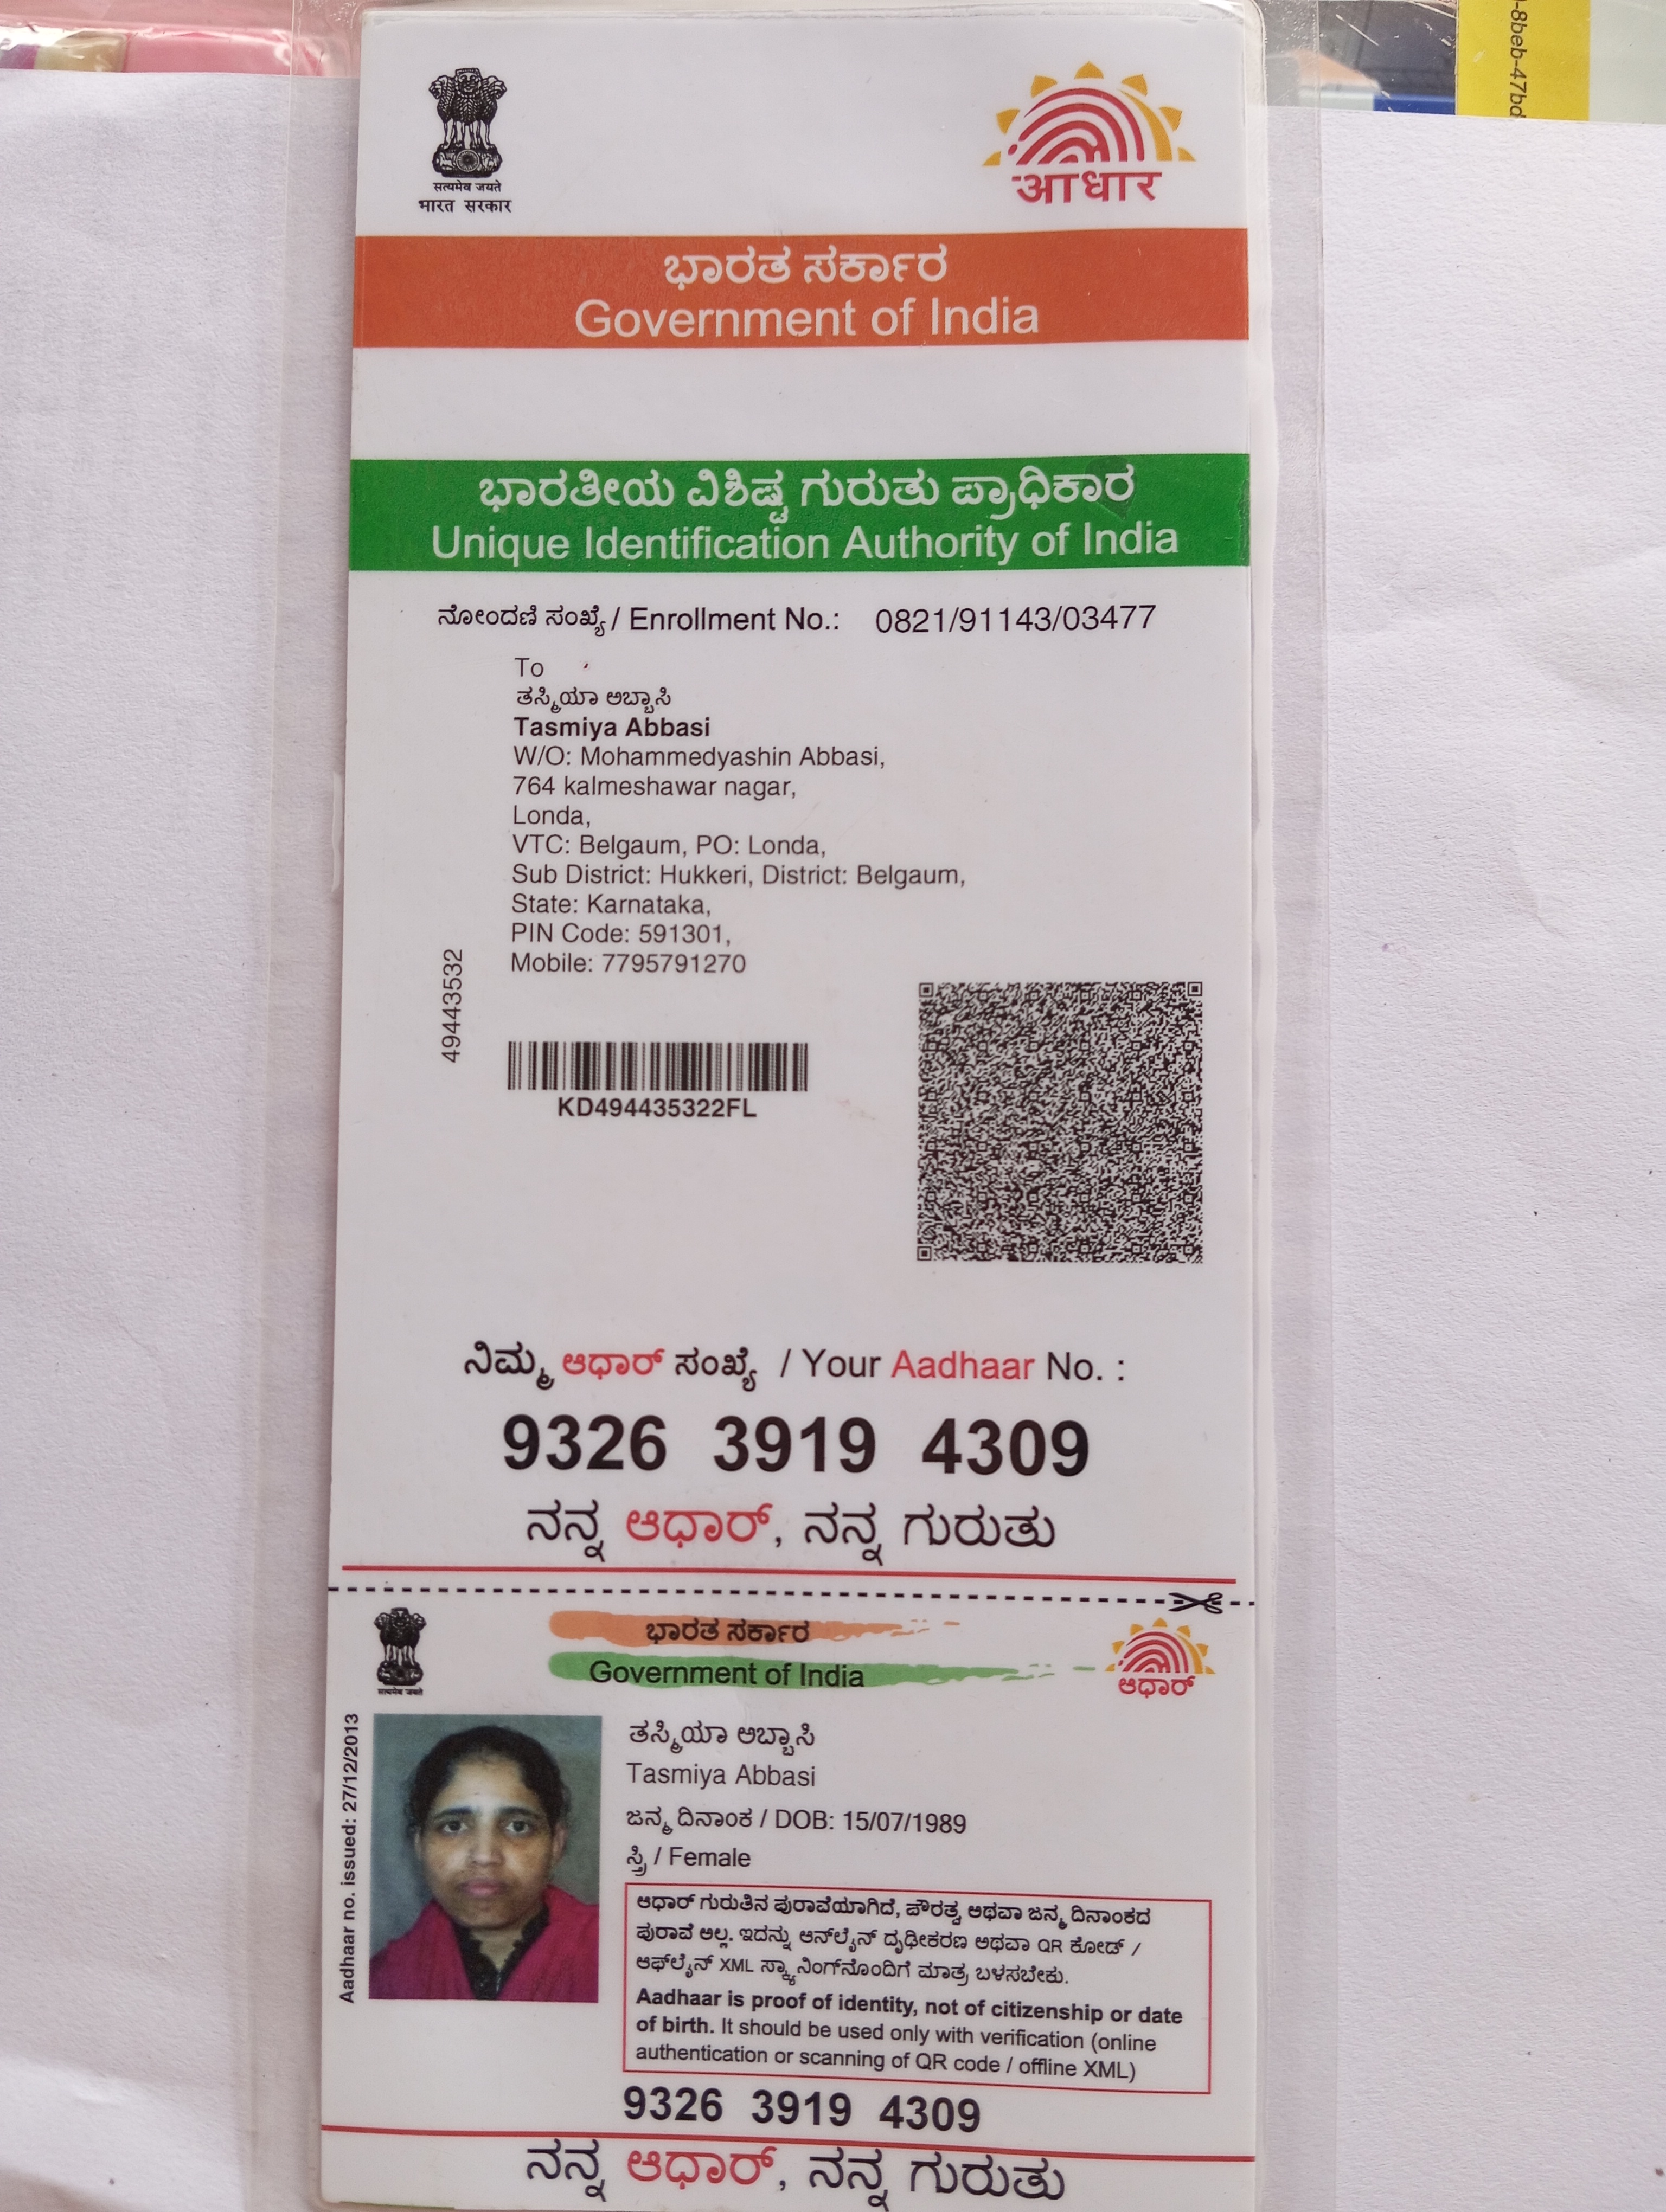 -8beb-47bd
सत्यमेव जयते
भारत सरकार
आधार
ಭಾರತ ಸರ್ಕಾರ
Government of India
ಭಾರತೀಯ ವಿಶಿಷ್ಟ ಗುರುತು ಪ್ರಾಧಿಕಾರ
Unique Identification Authority of India
ನೋಂದಣಿ ಸಂಖ್ಯೆ / Enrollment No.: 0821/91143/03477
To
ತಸ್ಮಿಯಾ ಅಬ್ಬಾಸಿ
Tasmiya Abbasi
W/O: Mohammedyashin Abbasi,
764 kalmeshawar nagar,
Londa,
VTC: Belgaum, PO: Londa,
Sub District: Hukkeri, District: Belgaum,
State: Karnataka,
PIN Code: 591301,
Mobile: 7795791270
49443532
KD494435322FL
ನಿಮ್ಮ ಆಧಾರ್ ಸಂಖ್ಯೆ / Your Aadhaar No. :
9326 3919 4309
ನನ್ನ ಆಧಾರ್, ನನ್ನ ಗುರುತು
सत्यमेव जयते
ಭಾರತ ಸರ್ಕಾರ
Government of India
ಆಧಾರ್
Aadhaar no. issued: 27/12/2013
ತಸ್ಮಿಯಾ ಅಬ್ಬಾಸಿ
Tasmiya Abbasi
ಜನ್ಮ ದಿನಾಂಕ / DOB: 15/07/1989
ಸ್ತ್ರೀ / Female
ಆಧಾರ್ ಗುರುತಿನ ಪುರಾವೆಯಾಗಿದೆ, ಪೌರತ್ವ ಅಥವಾ ಜನ್ಮ ದಿನಾಂಕದ
ಪುರಾವೆ ಅಲ್ಲ. ಇದನ್ನು ಆನ್‌ಲೈನ್ ದೃಢೀಕರಣ ಅಥವಾ QR ಕೋಡ್ /
ಆಫ್‌ಲೈನ್ XML ಸ್ಕ್ಯಾನಿಂಗ್‌ನೊಂದಿಗೆ ಮಾತ್ರ ಬಳಸಬೇಕು.
Aadhaar is proof of identity, not of citizenship or date
of birth. It should be used only with verification (online
authentication or scanning of QR code / offline XML)
9326 3919 4309
ನನ್ನ ಆಧಾರ್, ನನ್ನ ಗುರುತು